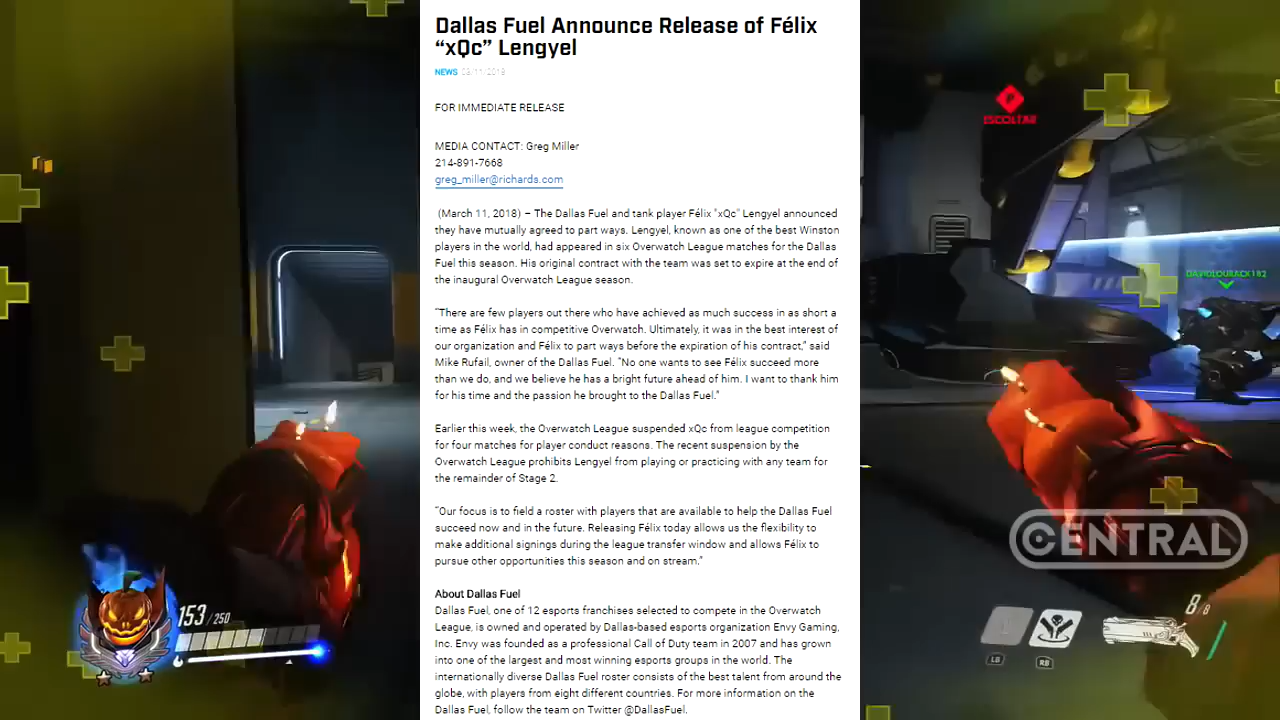 Dallas Fuel Announce Release of Félix
“xQc” Lengyel
NEWS 03/11/2018
FOR IMMEDIATE RELEASE
MEDIA CONTACT: Greg Miller
214-891-7668
greg_miller@richards.com
(March 11, 2018) – The Dallas Fuel and tank player Félix "xQc" Lengyel announced
they have mutually agreed to part ways. Lengyel, known as one of the best Winston
players in the world, had appeared in six Overwatch League matches for the Dallas
Fuel this season. His original contract with the team was set to expire at the end of
the inaugural Overwatch League season.
“There are few players out there who have achieved as much success in as short a
time as Félix has in competitive Overwatch. Ultimately, it was in the best interest of
our organization and Félix to part ways before the expiration of his contract,” said
Mike Rufail, owner of the Dallas Fuel. “No one wants to see Félix succeed more
than we do, and we believe he has a bright future ahead of him. I want to thank him
for his time and the passion he brought to the Dallas Fuel.”
Earlier this week, the Overwatch League suspended xQc from league competition
for four matches for player conduct reasons. The recent suspension by the
Overwatch League prohibits Lengyel from playing or practicing with any team for
the remainder of Stage 2.
“Our focus is to field a roster with players that are available to help the Dallas Fuel
succeed now and in the future. Releasing Félix today allows us the flexibility to
make additional signings during the league transfer window and allows Félix to
pursue other opportunities this season and on stream.”
About Dallas Fuel
Dallas Fuel, one of 12 esports franchises selected to compete in the Overwatch
League, is owned and operated by Dallas-based esports organization Envy Gaming,
Inc. Envy was founded as a professional Call of Duty team in 2007 and has grown
into one of the largest and most winning esports groups in the world. The
internationally diverse Dallas Fuel roster consists of the best talent from around the
globe, with players from eight different countries. For more information on the
Dallas Fuel, follow the team on Twitter @DallasFuel.
153/250
ESCOLTAR
CENTRAL
8/8
LB
RB